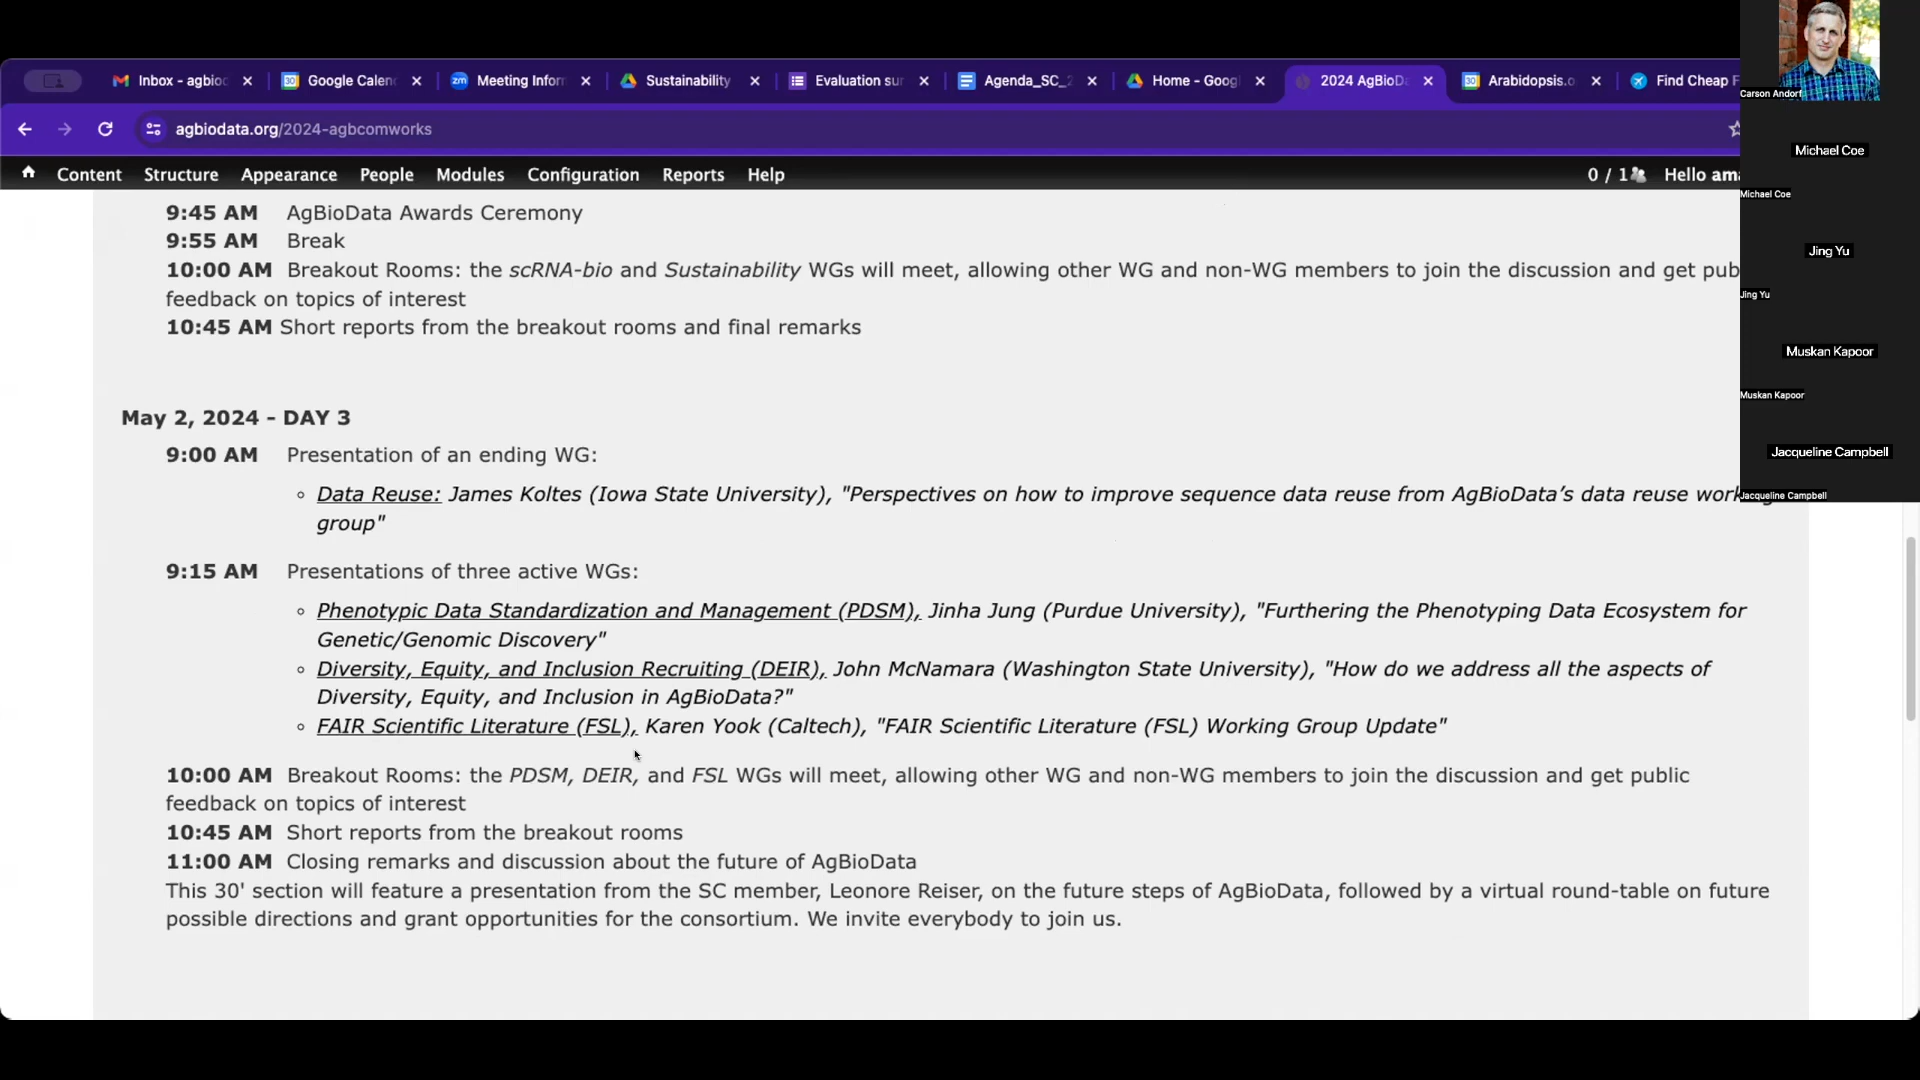 Inbox - agbioc
Google Calen
Meeting Infor
Sustainability
Evaluation sur
Agenda_SC_2
Home - Goog
2024 AgBioDa
Arabidopsis.o
Find Cheap F
agbiodata.org/2024-agbcomworks
Content Structure Appearance People Modules Configuration Reports Help 0 / 1 Hello ama
9:45 AM AgBioData Awards Ceremony
9:55 AM Break
10:00 AM Breakout Rooms: the scRNA-bio and Sustainability WGs will meet, allowing other WG and non-WG members to join the discussion and get pub
feedback on topics of interest
10:45 AM Short reports from the breakout rooms and final remarks
May 2, 2024 - DAY 3
9:00 AM Presentation of an ending WG:
Data Reuse: James Koltes (Iowa State University), "Perspectives on how to improve sequence data reuse from AgBioData’s data reuse work
group"
9:15 AM Presentations of three active WGs:
Phenotypic Data Standardization and Management (PDSM), Jinha Jung (Purdue University), "Furthering the Phenotyping Data Ecosystem for
Genetic/Genomic Discovery"
Diversity, Equity, and Inclusion Recruiting (DEIR), John McNamara (Washington State University), "How do we address all the aspects of
Diversity, Equity, and Inclusion in AgBioData?"
FAIR Scientific Literature (FSL), Karen Yook (Caltech), "FAIR Scientific Literature (FSL) Working Group Update"
10:00 AM Breakout Rooms: the PDSM, DEIR, and FSL WGs will meet, allowing other WG and non-WG members to join the discussion and get public
feedback on topics of interest
10:45 AM Short reports from the breakout rooms
11:00 AM Closing remarks and discussion about the future of AgBioData
This 30' section will feature a presentation from the SC member, Leonore Reiser, on the future steps of AgBioData, followed by a virtual round-table on future
possible directions and grant opportunities for the consortium. We invite everybody to join us.
Carson Andorf
Michael Coe
Michael Coe
Jing Yu
Jing Yu
Muskan Kapoor
Muskan Kapoor
Jacqueline Campbell
Jacqueline Campbell